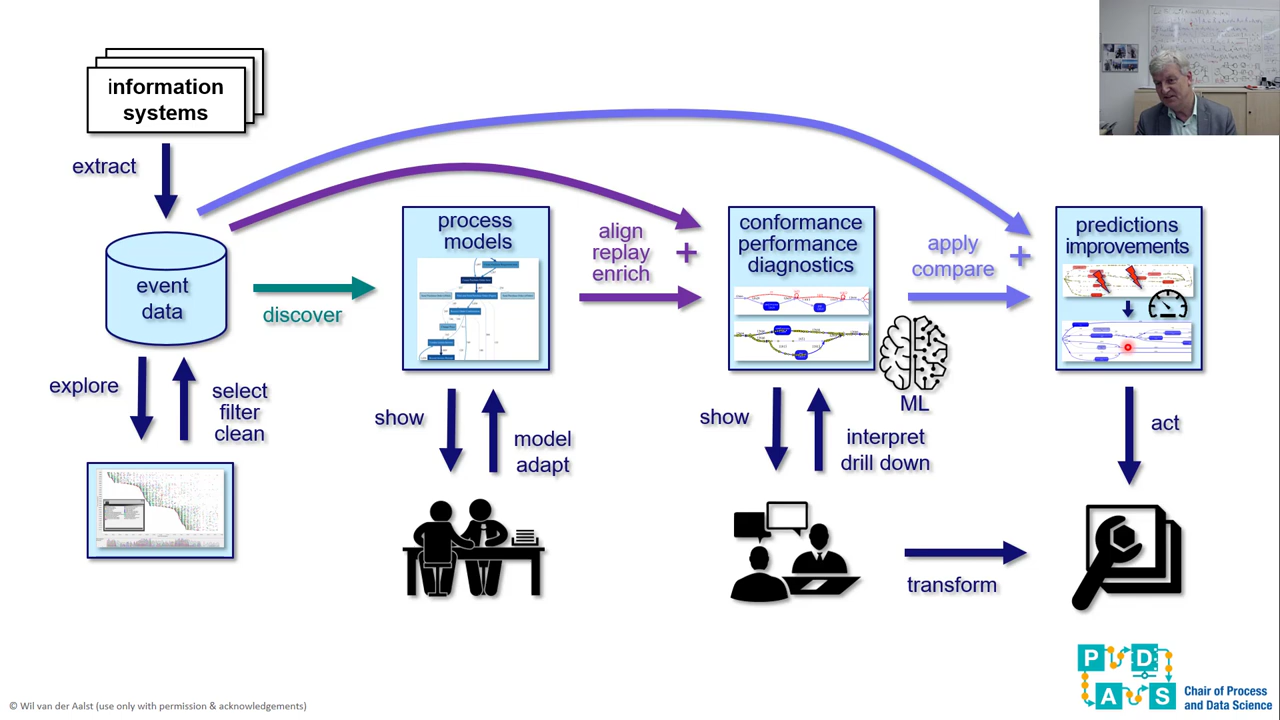 information
systems
extract
event
data
discover
explore
select
filter
clean
process
models
show
model
adapt
align
replay
enrich
+
conformance
performance
diagnostics
ML
show
interpret
drill down
apply
compare
+
predictions
improvements
act
transform
P D
A S
Chair of Process
and Data Science
© Wil van der Aalst (use only with permission & acknowledgements)